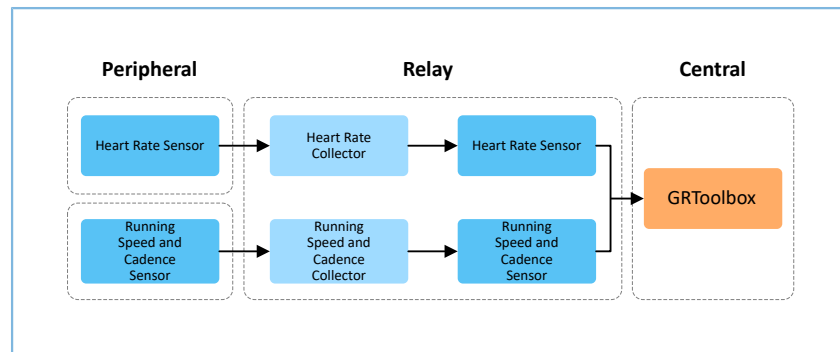 Peripheral
Relay
Central
Heart Rate Sensor
Heart Rate
Collector
Heart Rate Sensor
GRToolbox
Running
Speed and
Cadence
Sensor
Running
Speed and
Cadence
Collector
Running
Speed and
Cadence
Sensor